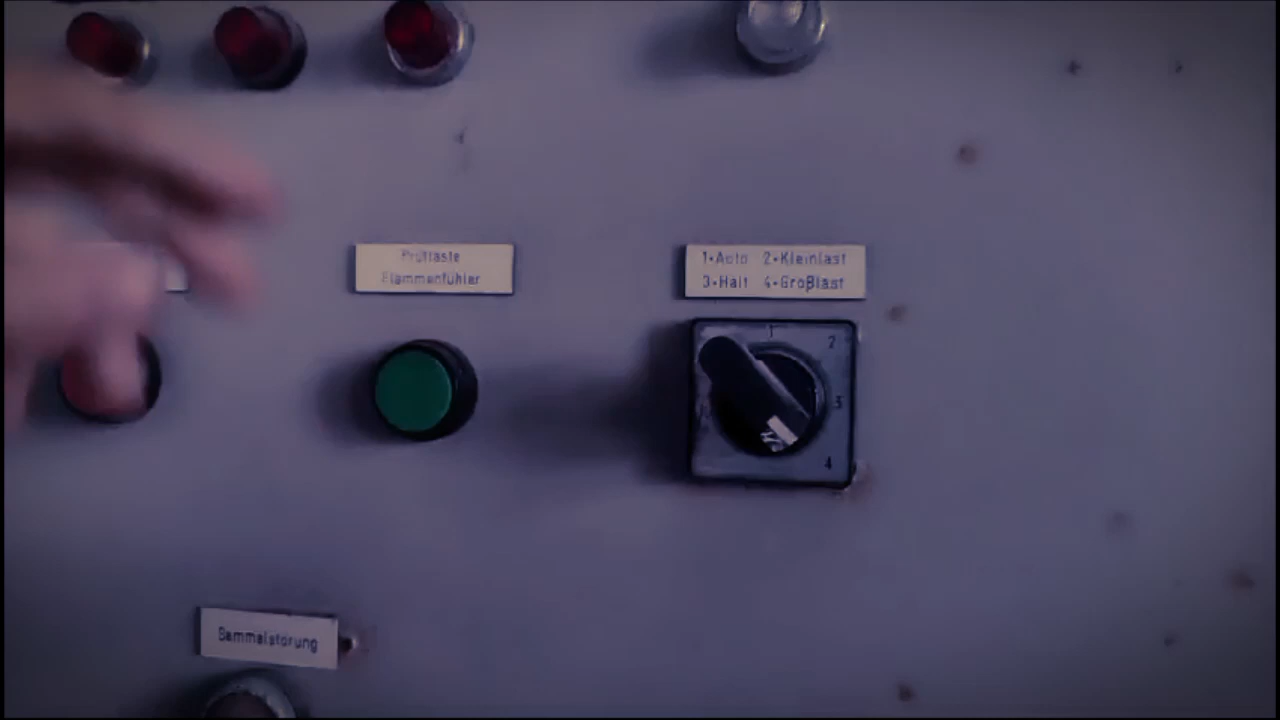 Prüftaste
Flammenfühler
1•Auto 2•Kleinlast
3•Halt 4•Großlast
1
2
3
4
Sammelstörung